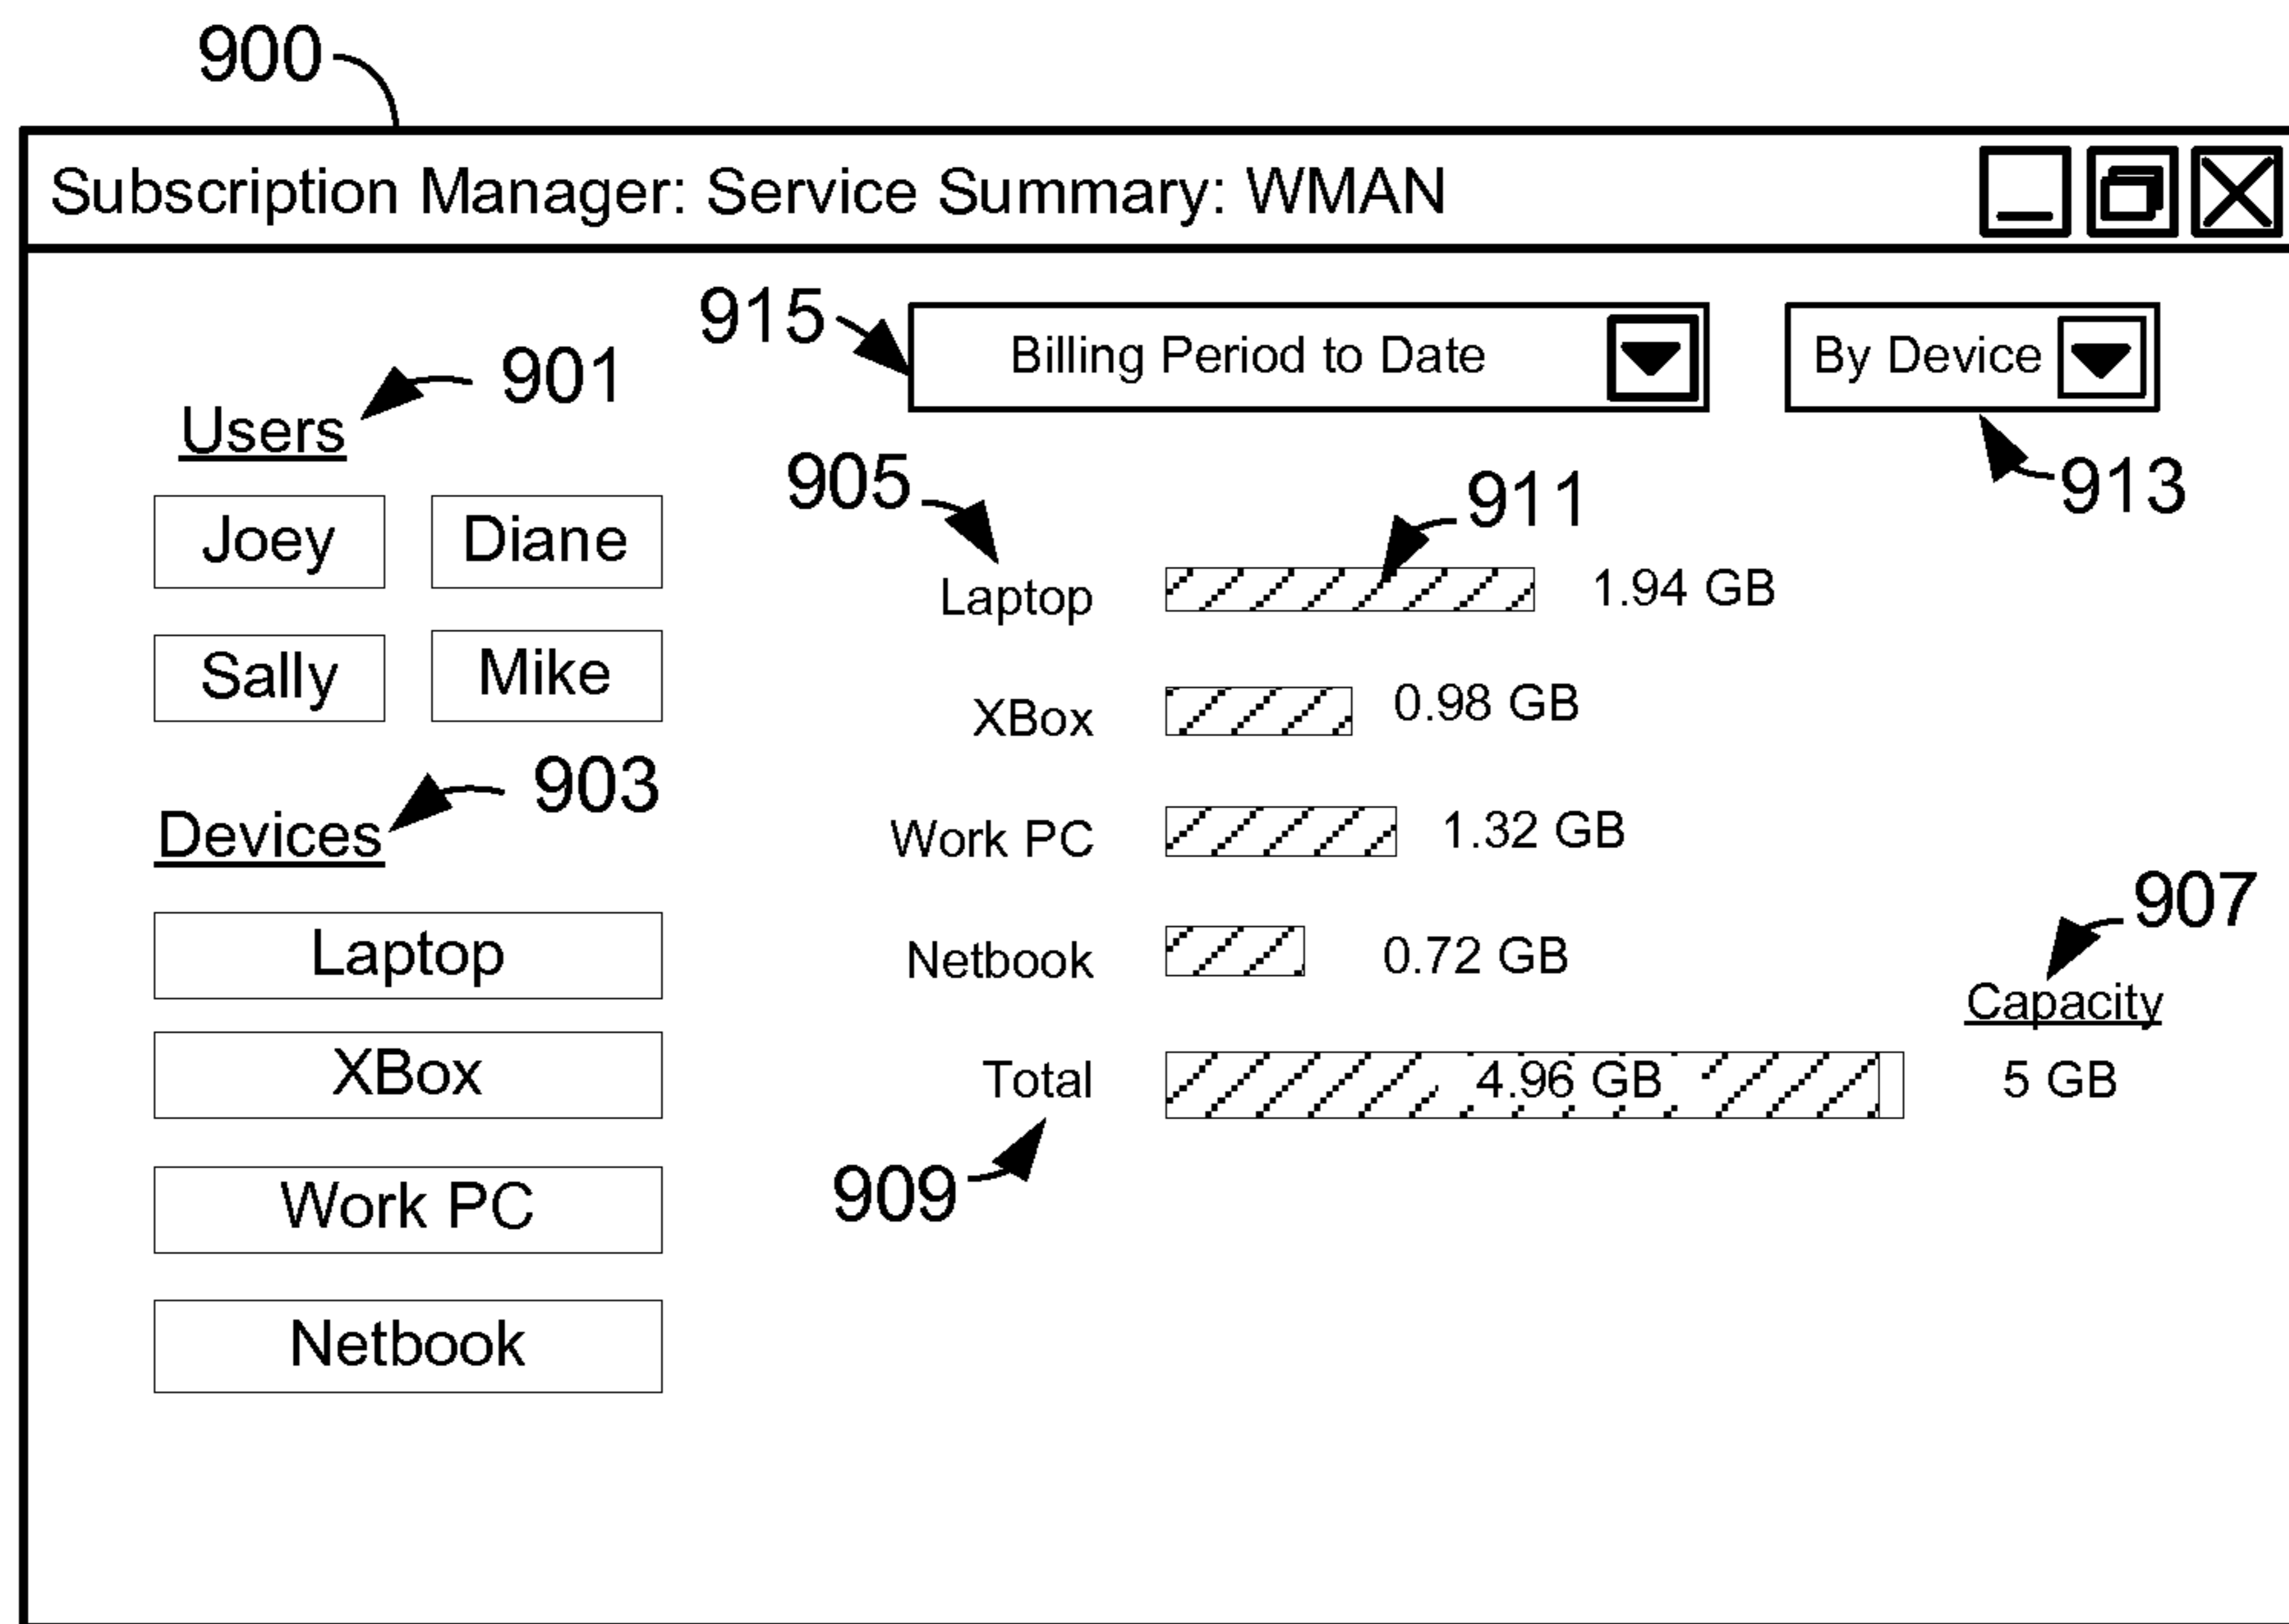 900
Subscription Manager: Service Summary: WMAN
915
Billing Period to Date
By Device
901
Users
913
905
911
Joey
Diane
Laptop
1.94 GB
Sally
Mike
XBox
0.98 GB
903
Devices
Work PC
1.32 GB
907
Laptop
Netbook
0.72 GB
Capacity
XBox
Total
4.96 GB
5 GB
909
Work PC
Netbook